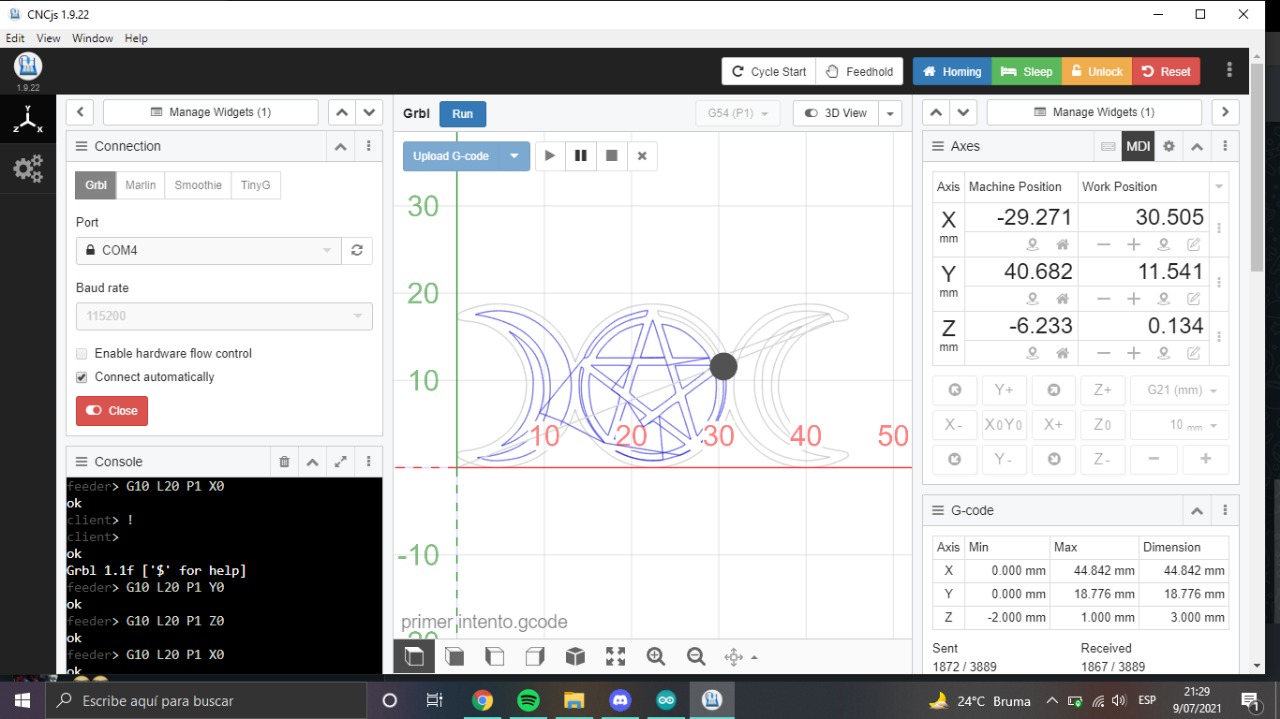 CNCjs 1.9.22
Edit View Window Help
1.9.22
Cycle Start
Feedhold
Homing
Sleep
Unlock
Reset
Manage Widgets (1)
Connection
Grbl Marlin Smoothie TinyG
Port
COM4
Baud rate
115200
Enable hardware flow control
Connect automatically
Close
Console
feeder> G10 L20 P1 X0
ok
client> !
client>
ok
Grbl 1.1f ['$' for help]
feeder> G10 L20 P1 Y0
ok
feeder> G10 L20 P1 Z0
ok
feeder> G10 L20 P1 X0
ok
Grbl Run
G54 (P1)
3D View
Upload G-code
30
20
10
-10
10 20 30 40 50
primer intento.gcode
Manage Widgets (1)
Axes
MDI
Axis Machine Position Work Position
X mm -29.271 30.505
Y mm 40.682 11.541
Z mm -6.233 0.134
Y+ Z+ G21 (mm)
X- X0Y0 X+ Z0 10 mm
Y- Z-
G-code
Axis Min Max Dimension
X 0.000 mm 44.842 mm 44.842 mm
Y 0.000 mm 18.776 mm 18.776 mm
Z -2.000 mm 1.000 mm 3.000 mm
Sent Received
1872 / 3889 1867 / 3889
Escribe aquí para buscar
24°C Bruma
ESP
21:29
9/07/2021
1